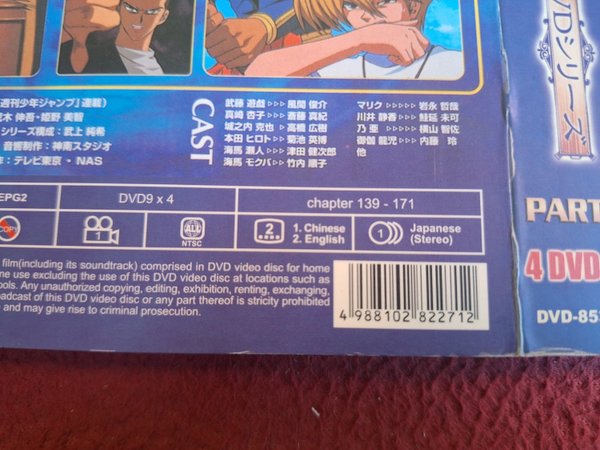 週刊少年ジャンプ』連載)
荒木 伸吾・姫野 美智
シリーズ構成：武上 純希
音響制作：神南スタジオ
作：テレビ東京・NAS
CAST
武藤 遊戯▷▷▷風間 俊介
真崎 杏子▷▷▷斎藤 真紀
城之内 克也▷高橋 広樹
本田 ヒロト▷菊池 英博
海馬 瀬人▷▷▷津田 健次郎
海馬 モクバ▷竹内 順子
マリク▷▷▷▷岩永 哲哉
川井 静香▷▷▷鮭延 未可
乃亜▷▷▷▷▷横山 智佐
御伽 龍児▷▷▷内藤 玲
他
EPG2
DVD9 x 4
chapter 139 - 171
COPY
1
ALL
NTSC
2
1. Chinese
2. English
1
Japanese
(Stereo)
film(including its soundtrack) comprised in DVD video disc for home
ne use excluding the use of this DVD video disc at locations such as
ols. Any unauthorized copying, editing, exhibition, renting, exchanging,
oadcast of this DVD video disc or any part thereof is stricity prohibited
e and may give rise to criminal prosecution.
4 988102 822712
VDシリーズ
PART
4 DVD
DVD-85